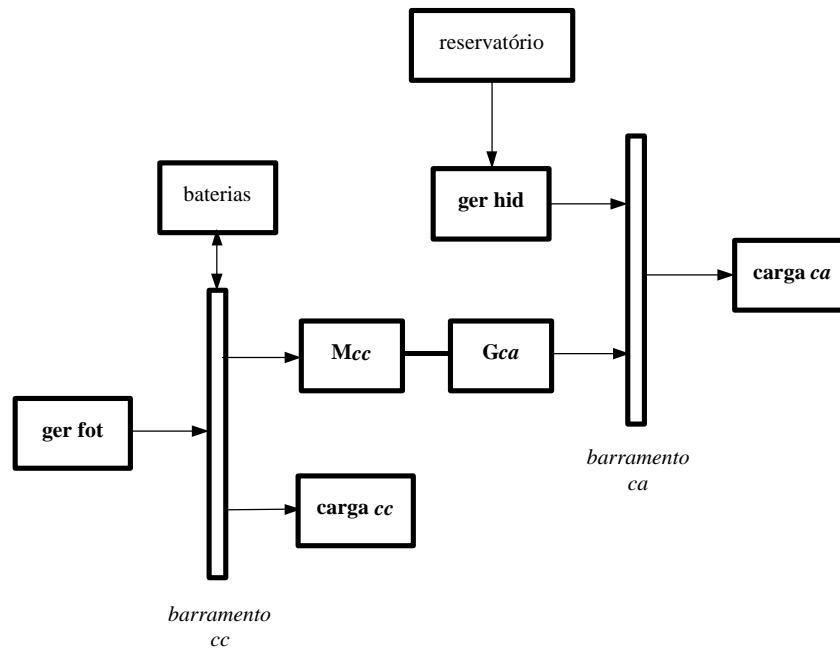 reservatório
ger hid
baterias
carga ca
Mcc
Gca
ger fot
barramento
ca
carga cc
barramento
cc